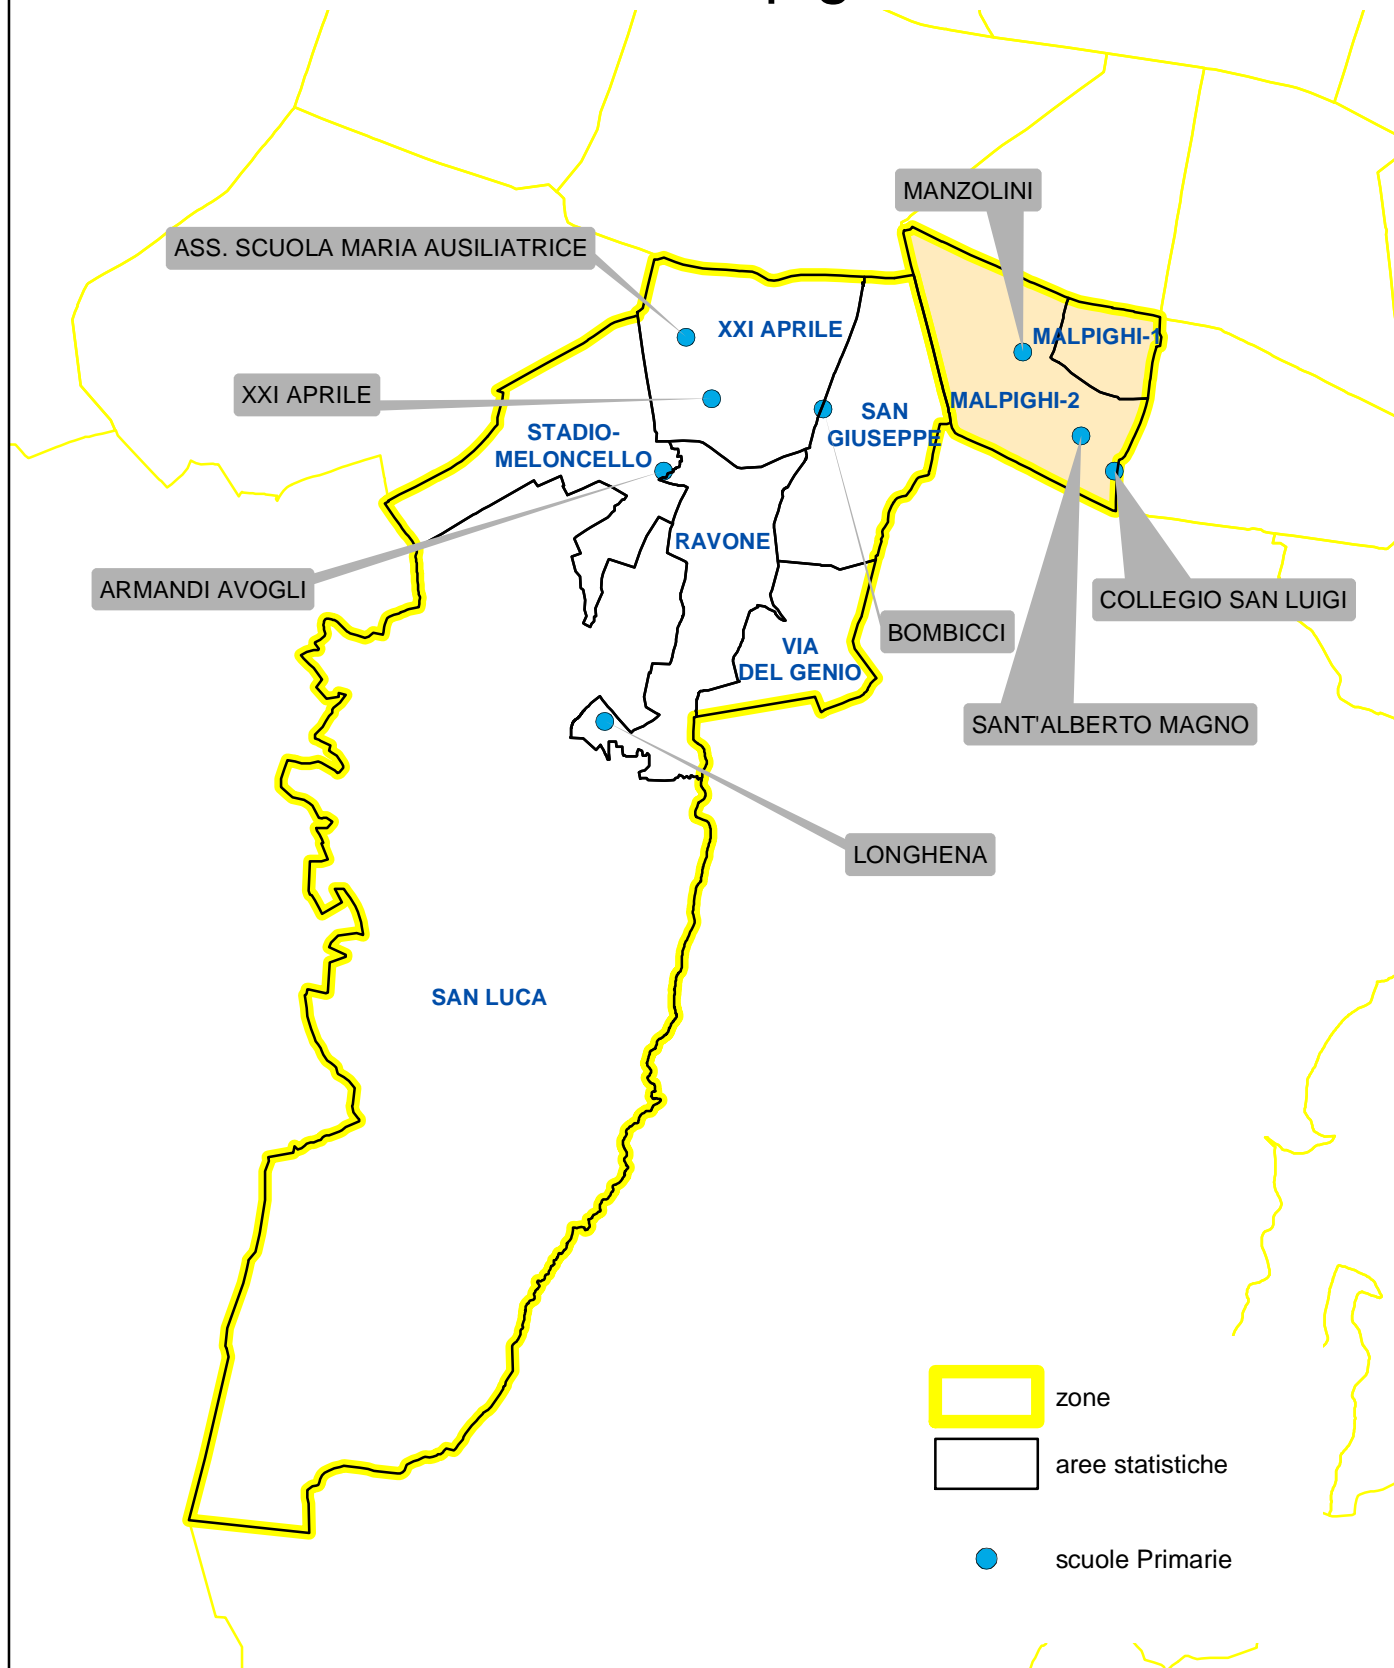 MANZOLINI
ASS. SCUOLA MARIA AUSILIATRICE
XXI APRILE
MALPIGHI-1
XXI APRILE
MALPIGHI-2
SAN
GIUSEPPE
STADIO-
MELONCELLO
RAVONE
ARMANDI AVOGLI
COLLEGIO SAN LUIGI
BOMBICCI
VIA
DEL GENIO
SANT'ALBERTO MAGNO
LONGHENA
SAN LUCA
zone
aree statistiche
scuole Primarie